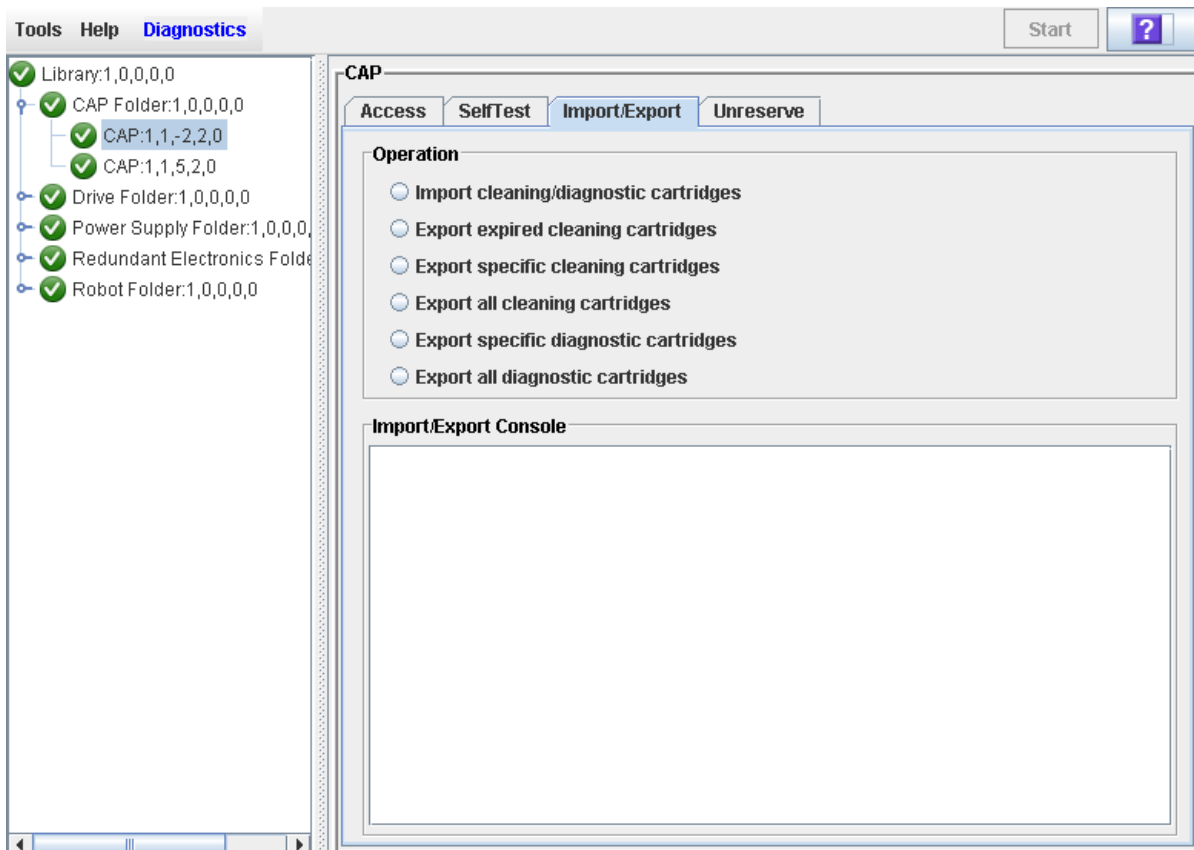 Tools Help Diagnostics
Start
?
Library:1,0,0,0,0
CAP Folder:1,0,0,0,0
CAP:1,1,-2,2,0
CAP:1,1,5,2,0
Drive Folder:1,0,0,0,0
Power Supply Folder:1,0,0,0,
Redundant Electronics Folde
Robot Folder:1,0,0,0,0
CAP
Access SelfTest Import/Export Unreserve
Operation
Import cleaning/diagnostic cartridges
Export expired cleaning cartridges
Export specific cleaning cartridges
Export all cleaning cartridges
Export specific diagnostic cartridges
Export all diagnostic cartridges
Import/Export Console